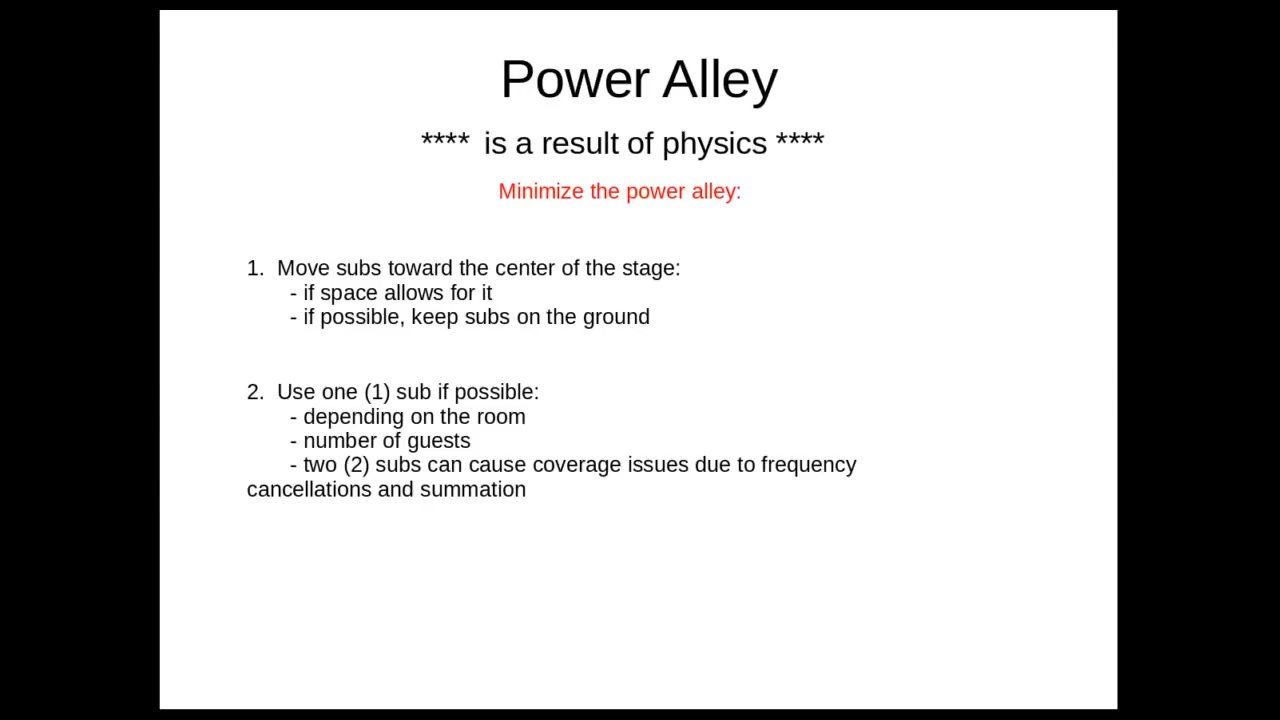 Power Alley
**** is a result of physics ****
Minimize the power alley:
1. Move subs toward the center of the stage:
- if space allows for it
- if possible, keep subs on the ground
2. Use one (1) sub if possible:
- depending on the room
- number of guests
- two (2) subs can cause coverage issues due to frequency
cancellations and summation